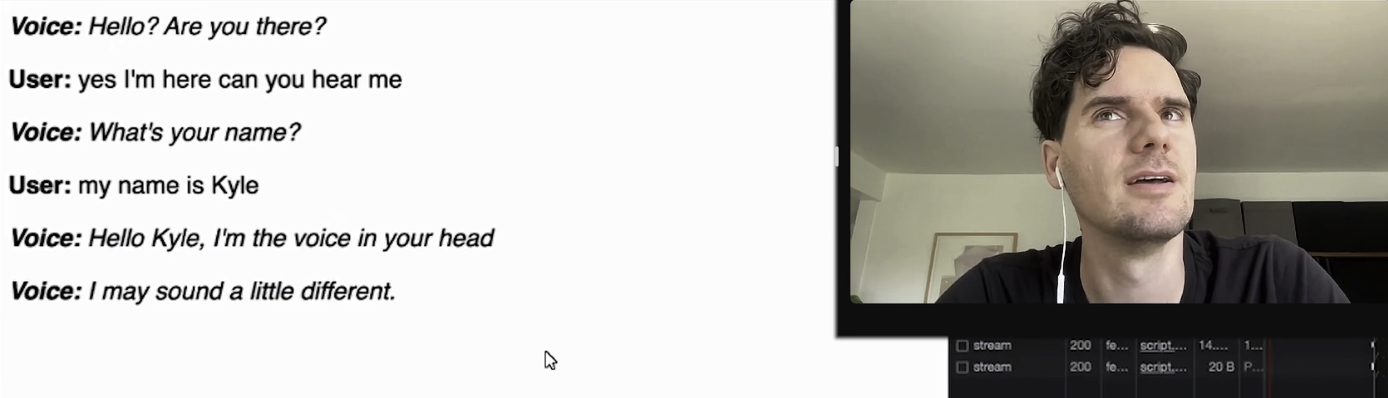 Voice: Hello? Are you there?
User: yes I'm here can you hear me
Voice: What's your name?
User: my name is Kyle
Voice: Hello Kyle, I'm the voice in your head
Voice: I may sound a little different.
stream 200 fe... script.... 14.... 1...
stream 200 fe... script.... 20 B P...